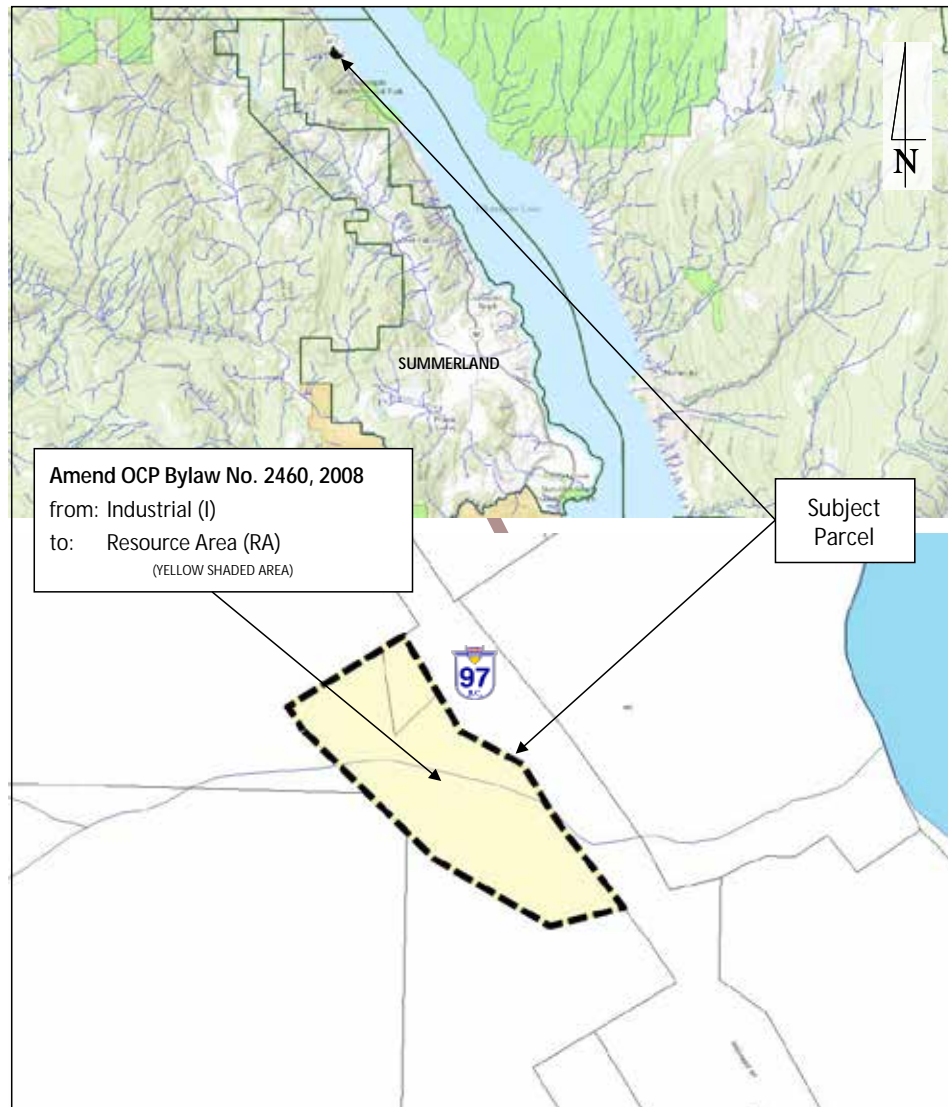 N
SUMMERLAND
Amend OCP Bylaw No. 2460, 2008
from: Industrial (I)
to: Resource Area (RA)
(YELLOW SHADED AREA)
Subject
Parcel
97
B.C.